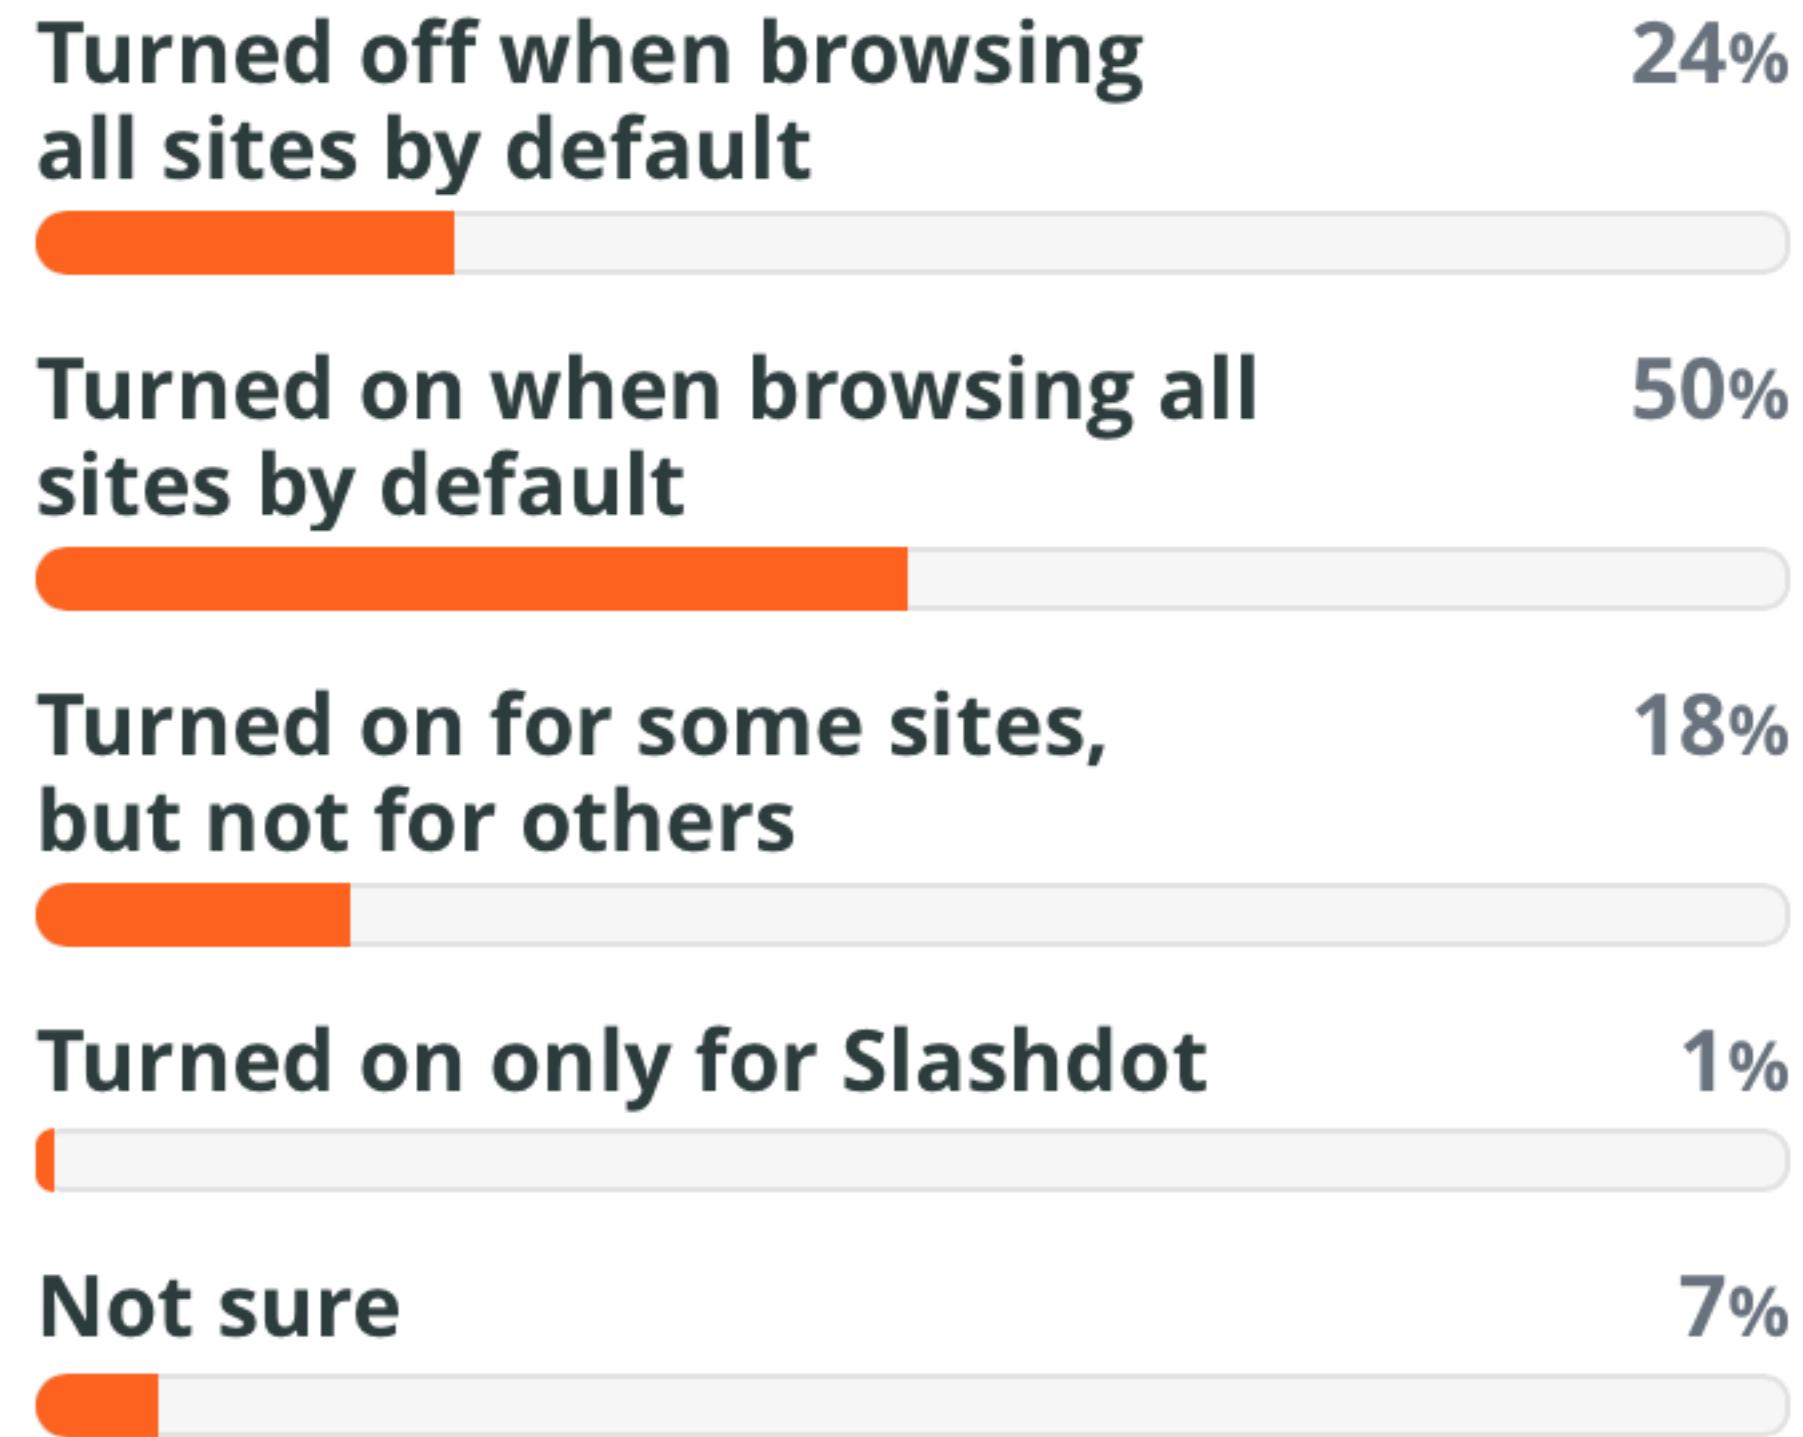 Turned off when browsing 24%
all sites by default
Turned on when browsing all 50%
sites by default
Turned on for some sites, 18%
but not for others
Turned on only for Slashdot 1%
Not sure 7%